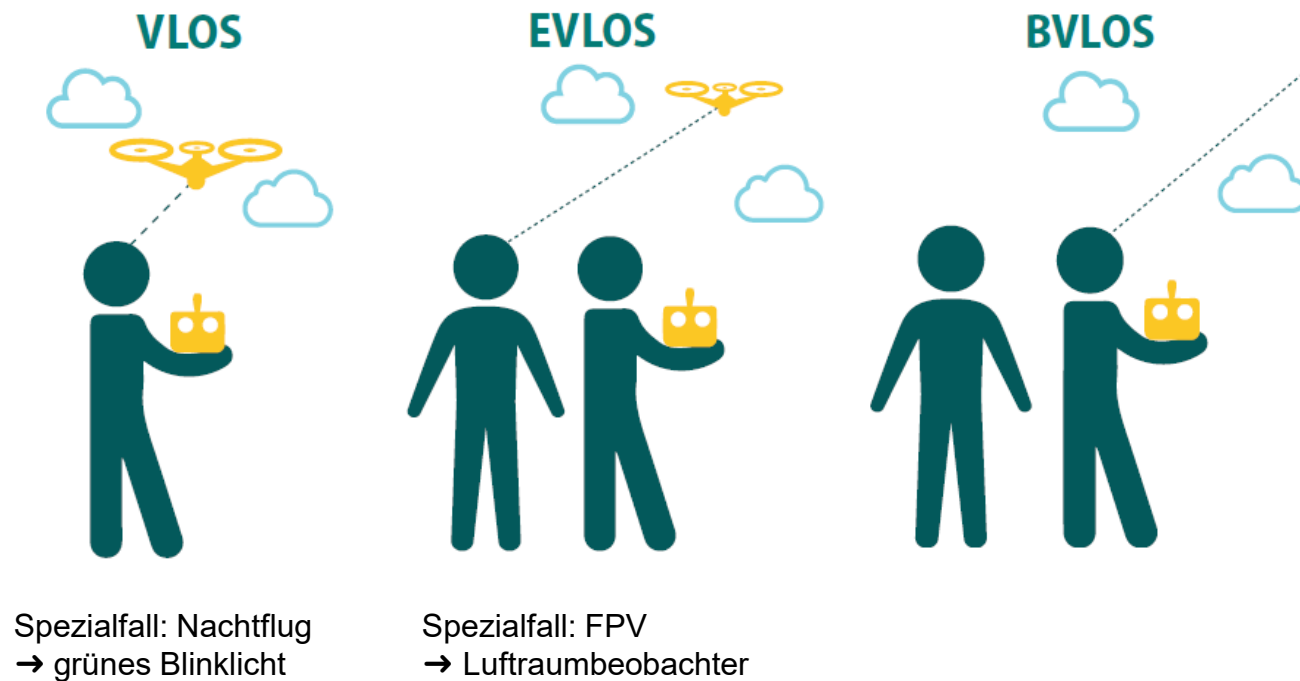 VLOS
EVLOS
BVLOS
Spezialfall: Nachtflug
→ grünes Blinklicht
Spezialfall: FPV
→ Luftraumbeobachter